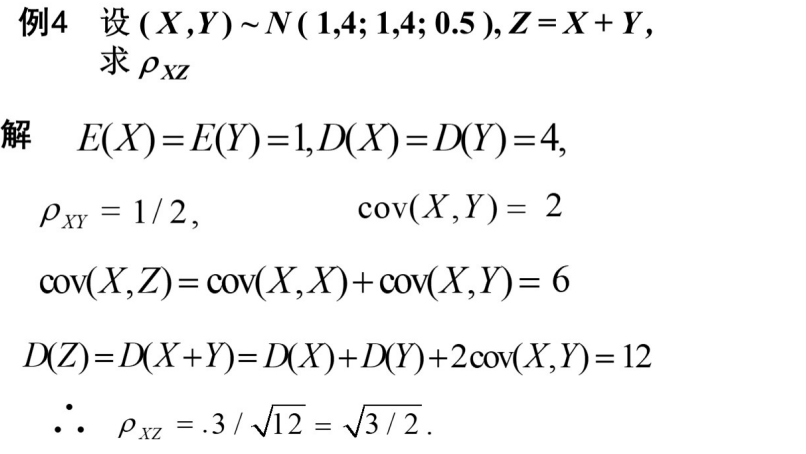 例4 设 ( X ,Y ) ~ N ( 1,4; 1,4; 0.5 ), Z = X + Y ,
求 ρXZ
解 E(X) = E(Y) = 1, D(X) = D(Y) = 4,
ρXY = 1 / 2 , cov(X ,Y ) = 2
cov(X, Z) = cov(X, X) + cov(X, Y) = 6
D(Z) = D(X+Y) = D(X) + D(Y) + 2cov(X,Y) = 12
∴ ρXZ = .3 / √12 = √3 / 2 .